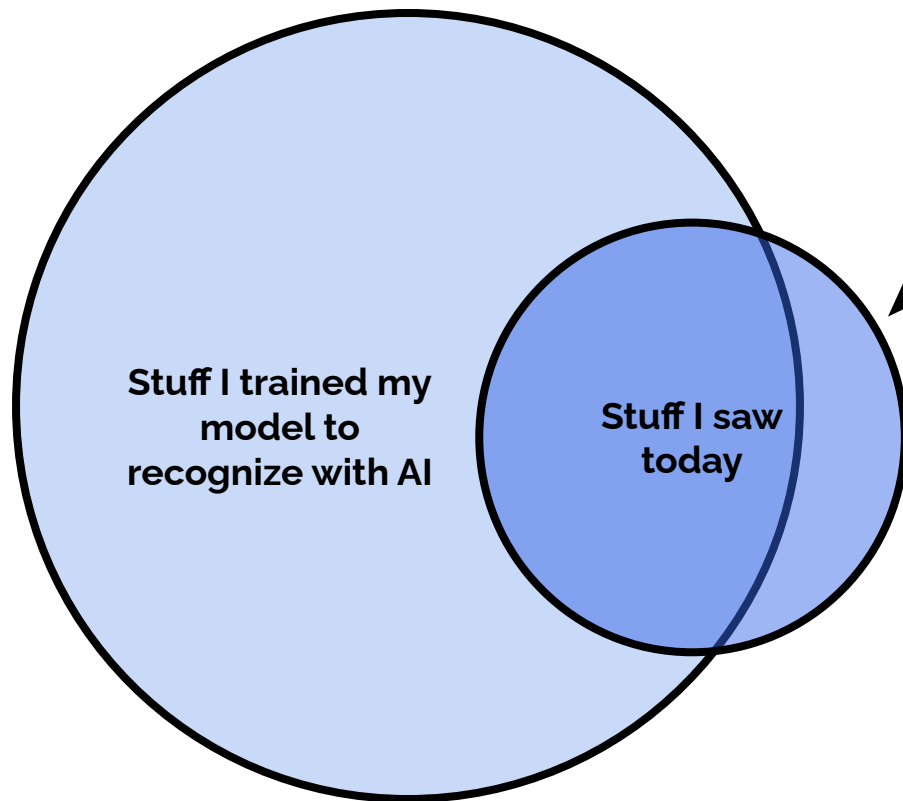 Stuff I trained my
model to
recognize with AI
Stuff I saw
today